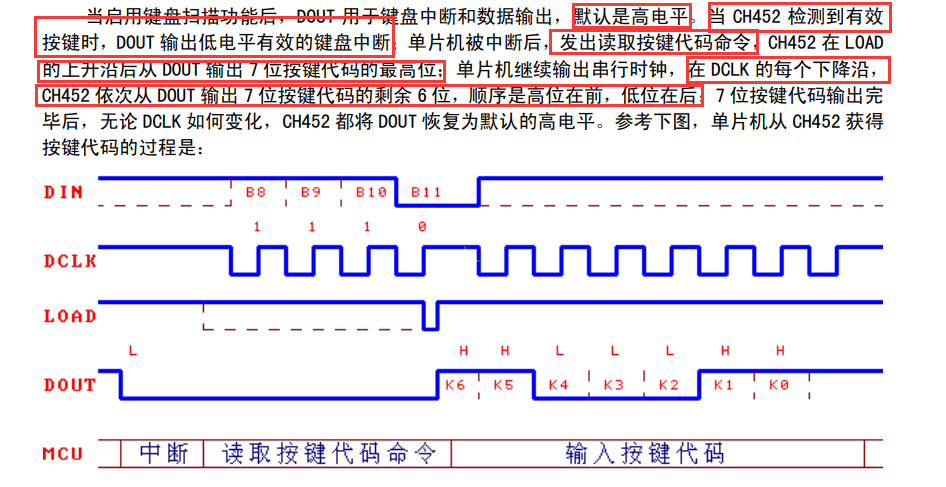 当启用键盘扫描功能后，DOUT 用于键盘中断和数据输出，默认是高电平。当 CH452 检测到有效
按键时，DOUT 输出低电平有效的键盘中断；单片机被中断后，发出读取按键代码命令，CH452 在 LOAD
的上升沿后从 DOUT 输出 7 位按键代码的最高位；单片机继续输出串行时钟，在 DCLK 的每个下降沿，
CH452 依次从 DOUT 输出 7 位按键代码的剩余 6 位，顺序是高位在前，低位在后；7 位按键代码输出完
毕后，无论 DCLK 如何变化，CH452 都将 DOUT 恢复为默认的高电平。参考下图，单片机从 CH452 获得
按键代码的过程是：
DIN B8 B9 B10 B11
1 1 1 0
DCLK
LOAD
L H H L L L H H
DOUT K6 K5 K4 K3 K2 K1 K0
MCU 中断 读取按键代码命令 输入按键代码